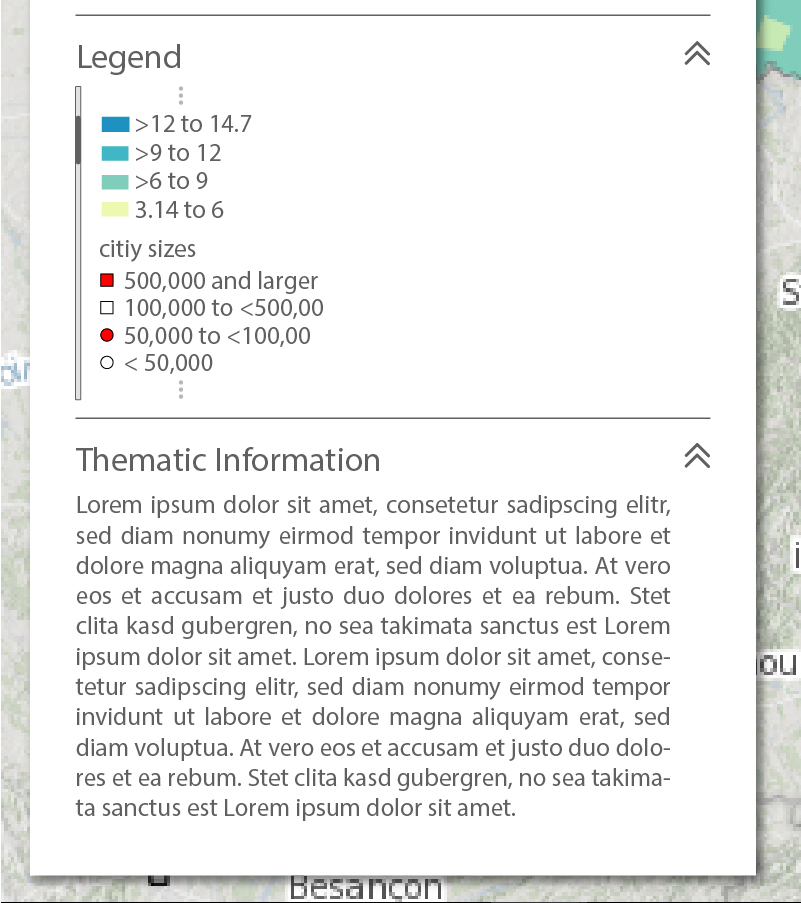 Legend
>12 to 14.7
>9 to 12
>6 to 9
3.14 to 6
citiy sizes
500,000 and larger
100,000 to <500,00
50,000 to <100,00
< 50,000
Thematic Information
Lorem ipsum dolor sit amet, consetetur sadipscing elitr,
sed diam nonumy eirmod tempor invidunt ut labore et
dolore magna aliquyam erat, sed diam voluptua. At vero
eos et accusam et justo duo dolores et ea rebum. Stet
clita kasd gubergren, no sea takimata sanctus est Lorem
ipsum dolor sit amet. Lorem ipsum dolor sit amet, conse-
tetur sadipscing elitr, sed diam nonumy eirmod tempor
invidunt ut labore et dolore magna aliquyam erat, sed
diam voluptua. At vero eos et accusam et justo duo dolo-
res et ea rebum. Stet clita kasd gubergren, no sea takima-
ta sanctus est Lorem ipsum dolor sit amet.
Besançon